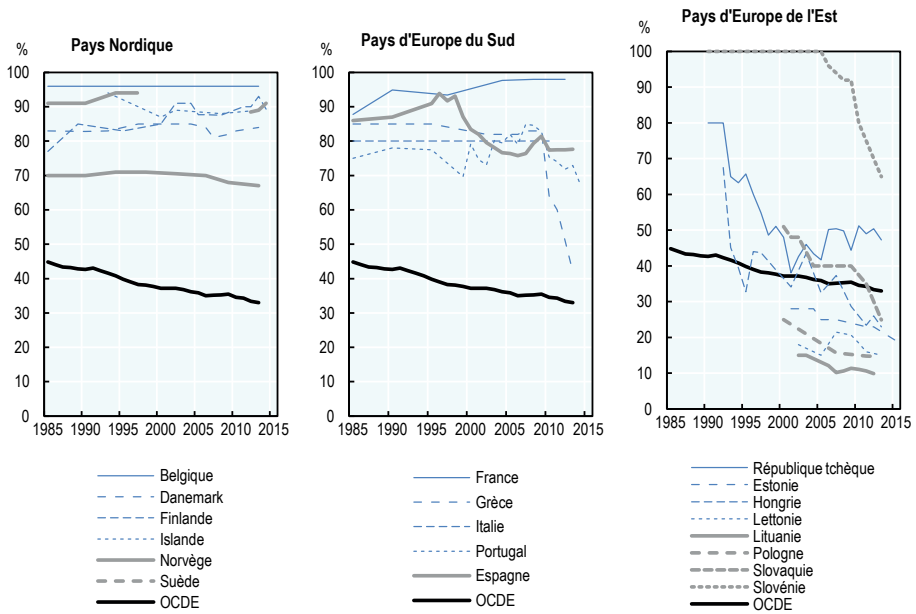 Pays Nordique
%
100
90
80
70
60
50
40
30
20
10
0
1985 1990 1995 2000 2005 2010 2015
Belgique
Danemark
Finlande
Islande
Norvège
Suède
OCDE
Pays d'Europe du Sud
%
100
90
80
70
60
50
40
30
20
10
0
1985 1990 1995 2000 2005 2010 2015
France
Grèce
Italie
Portugal
Espagne
OCDE
Pays d'Europe de l'Est
%
100
90
80
70
60
50
40
30
20
10
0
1985 1990 1995 2000 2005 2010 2015
République tchèque
Estonie
Hongrie
Lettonie
Lituanie
Pologne
Slovaquie
Slovénie
OCDE